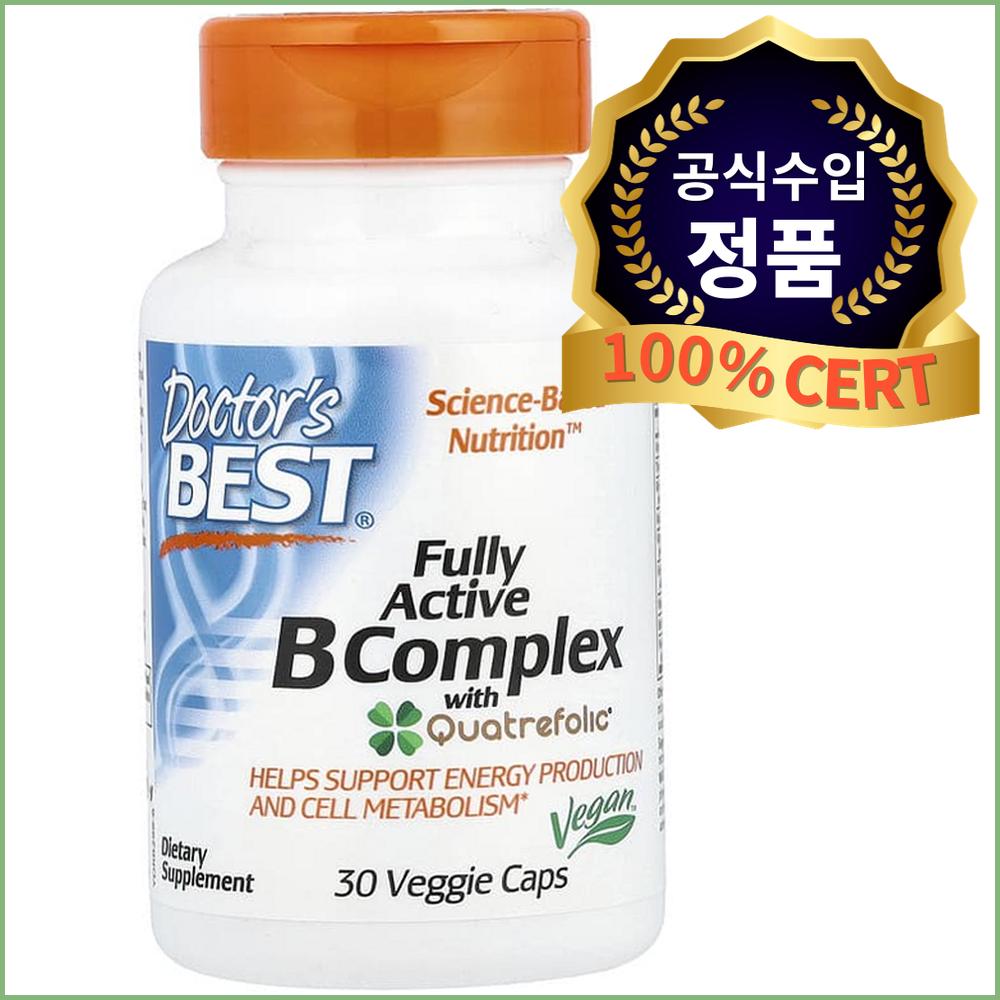 공식수입
정품
100% CERT
Doctor's
BEST®
Science-Ba
Nutrition™
Fully
Active
B Complex
with
Quatrefolic®
HELPS SUPPORT ENERGY PRODUCTION
AND CELL METABOLISM*
Vegan™
Dietary
Supplement
30 Veggie Caps